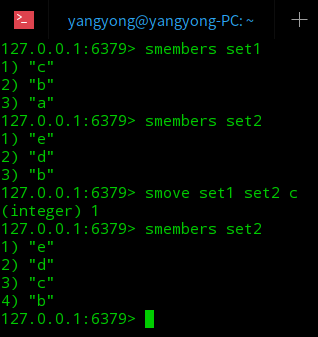 >_ yangyong@yangyong-PC: ~ +
127.0.0.1:6379> smembers set1
1) "c"
2) "b"
3) "a"
127.0.0.1:6379> smembers set2
1) "e"
2) "d"
3) "b"
127.0.0.1:6379> smove set1 set2 c
(integer) 1
127.0.0.1:6379> smembers set2
1) "e"
2) "d"
3) "c"
4) "b"
127.0.0.1:6379>